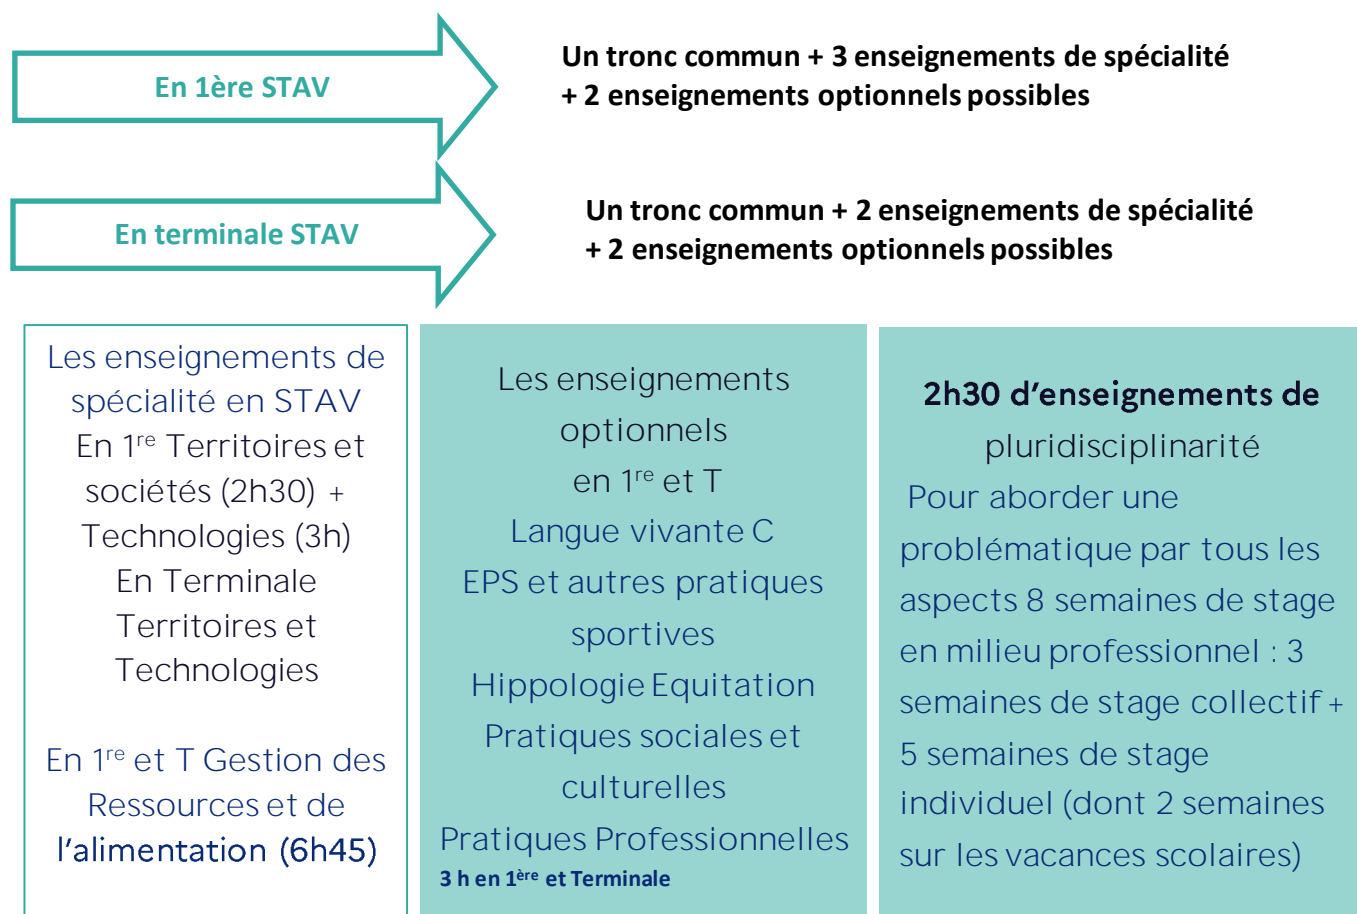 En 1ère STAV
Un tronc commun + 3 enseignements de spécialité
+ 2 enseignements optionnels possibles
En terminale STAV
Un tronc commun + 2 enseignements de spécialité
+ 2 enseignements optionnels possibles
Les enseignements de
spécialité en STAV
En 1re Territoires et
sociétés (2h30) +
Technologies (3h)
En Terminale
Territoires et
Technologies
En 1re et T Gestion des
Ressources et de
l'alimentation (6h45)
Les enseignements
optionnels
en 1re et T
Langue vivante C
EPS et autres pratiques
sportives
Hippologie Equitation
Pratiques sociales et
culturelles
Pratiques Professionnelles
3 h en 1ère et Terminale
2h30 d'enseignements de
pluridisciplinarité
Pour aborder une
problématique par tous les
aspects 8 semaines de stage
en milieu professionnel : 3
semaines de stage collectif +
5 semaines de stage
individuel (dont 2 semaines
sur les vacances scolaires)